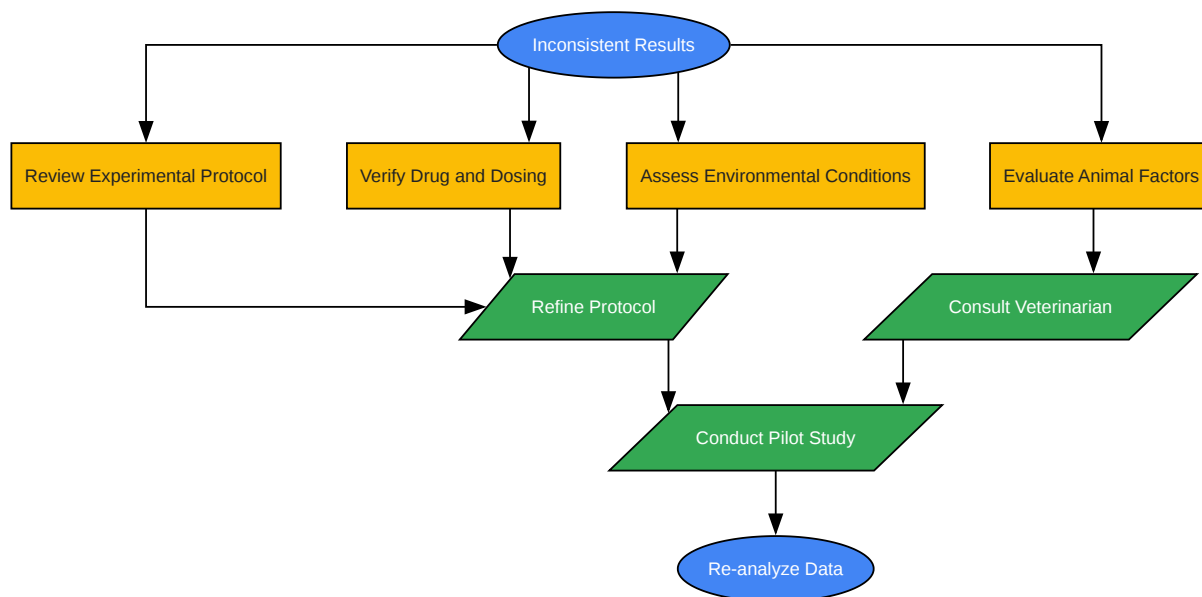 Inconsistent Results
Review Experimental Protocol
Verify Drug and Dosing
Assess Environmental Conditions
Evaluate Animal Factors
Refine Protocol
Consult Veterinarian
Conduct Pilot Study
Re-analyze Data